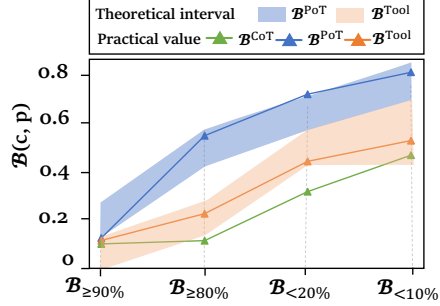 Theoretical interval 𝓑^PoT 𝓑^Tool
Practical value 𝓑^CoT 𝓑^PoT 𝓑^Tool
𝓑(c, p)
0.8
0.6
0.4
0.2
0
𝓑≥90% 𝓑≥80% 𝓑<20% 𝓑<10%